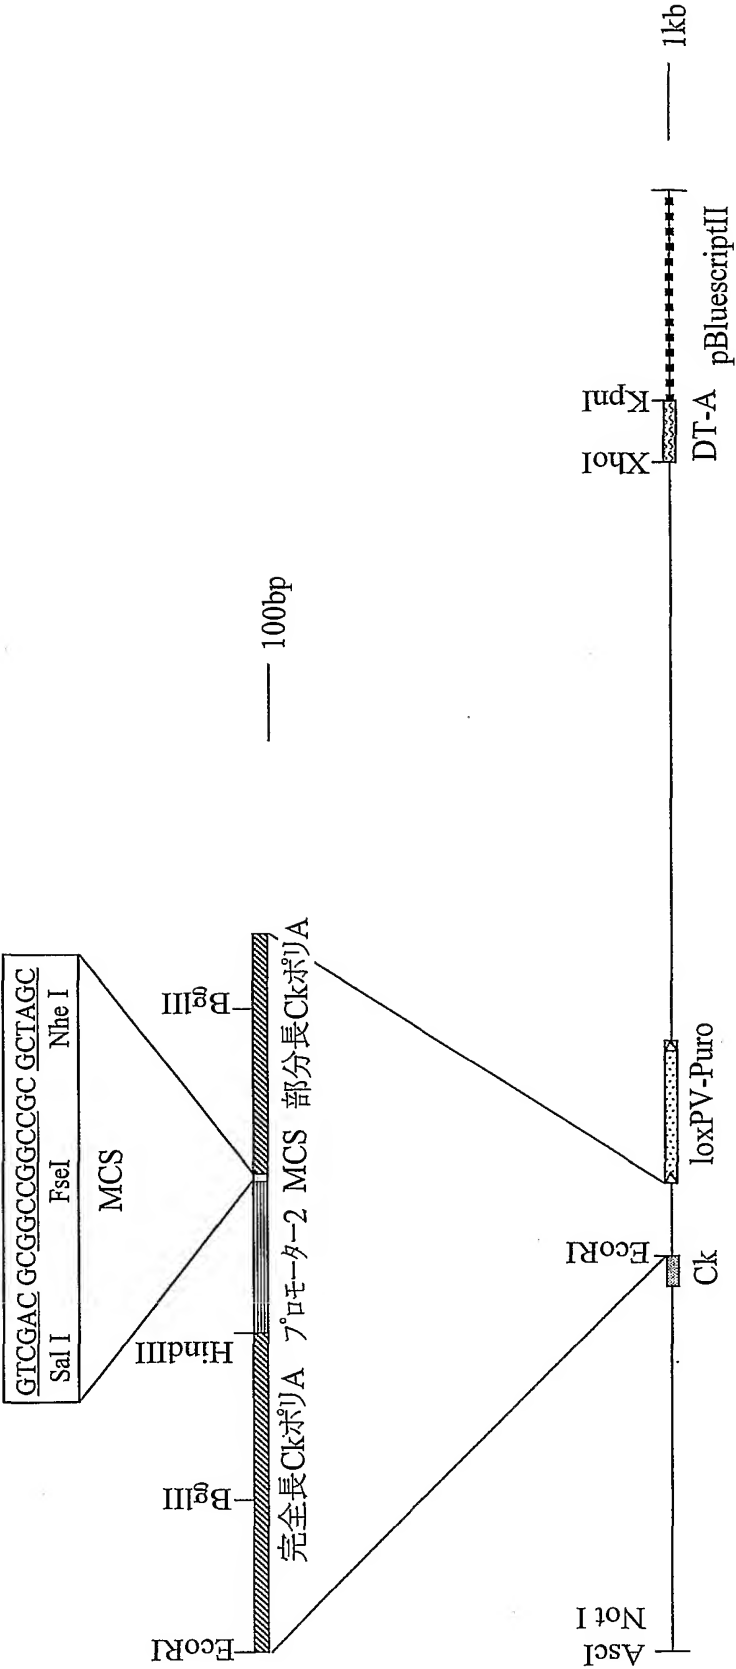 GTCGAC GCGGCCGGCCGC GCTAGC
Sal I FseI Nhe I
MCS
EcoRI
BglII
HindIII
BglII
完全長CkポリA プロモーター2 MCS 部分長CkポリA
100bp
AscI
Not I
EcoRI
XhoI
KpnI
Ck
loxPV-Puro
DT-A
pBluescriptII
1kb